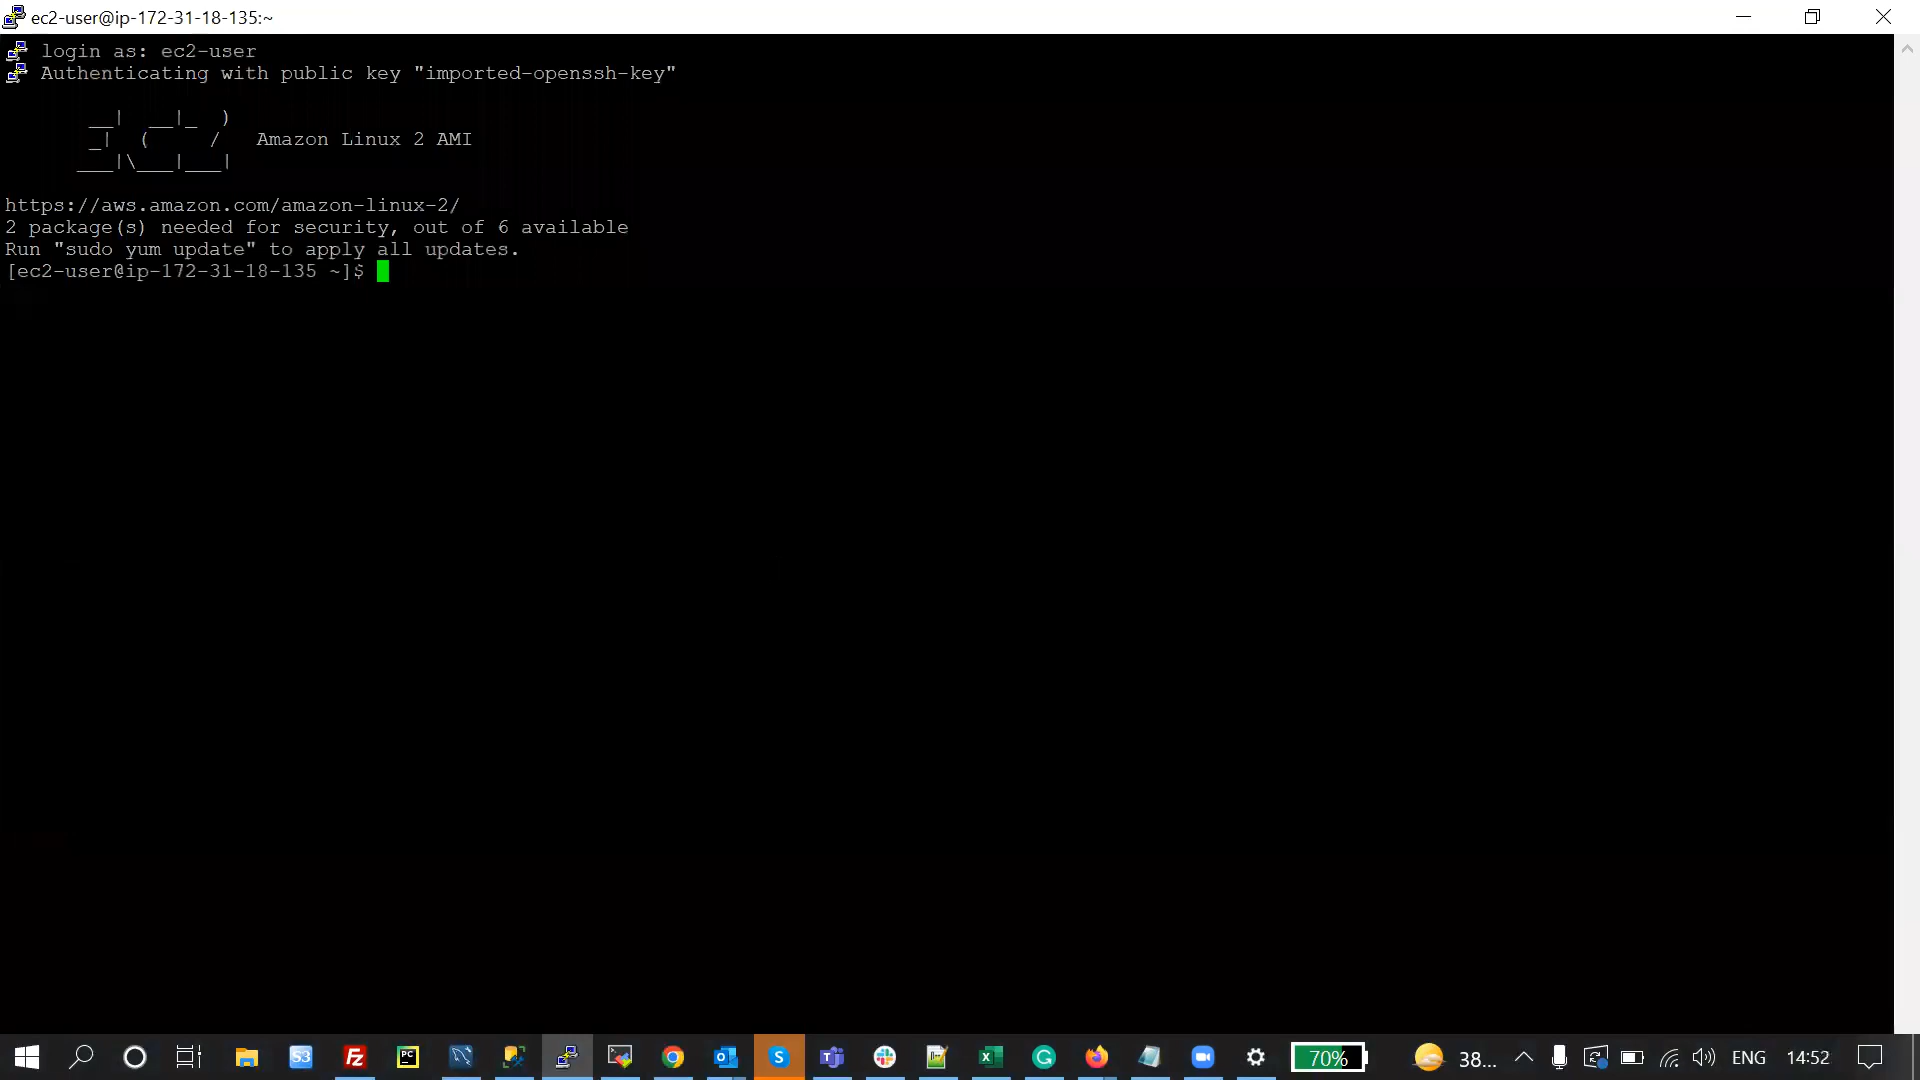 ec2-user@ip-172-31-18-135:~
login as: ec2-user
Authenticating with public key "imported-openssh-key"
       __|  __|_  )
       _|  (     /   Amazon Linux 2 AMI
      ___|\___|___|
https://aws.amazon.com/amazon-linux-2/
2 package(s) needed for security, out of 6 available
Run "sudo yum update" to apply all updates.
[ec2-user@ip-172-31-18-135 ~]$
S3 Fz PC S 70% 38... ENG 14:52